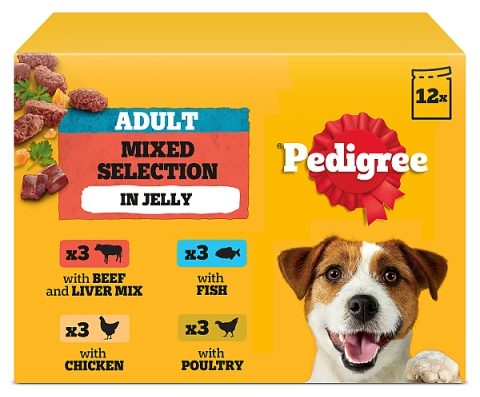 12x
ADULT
MIXED
SELECTION
IN JELLY
®Pedigree
x3
with BEEF
and LIVER MIX
x3
with
FISH
x3
with
CHICKEN
x3
with
POULTRY